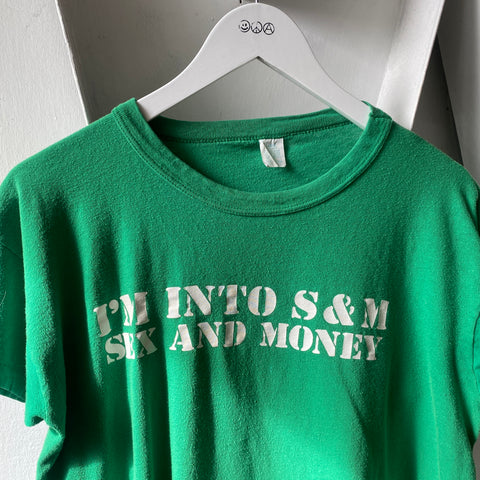 I'M INTO S & M
SEX AND MONEY